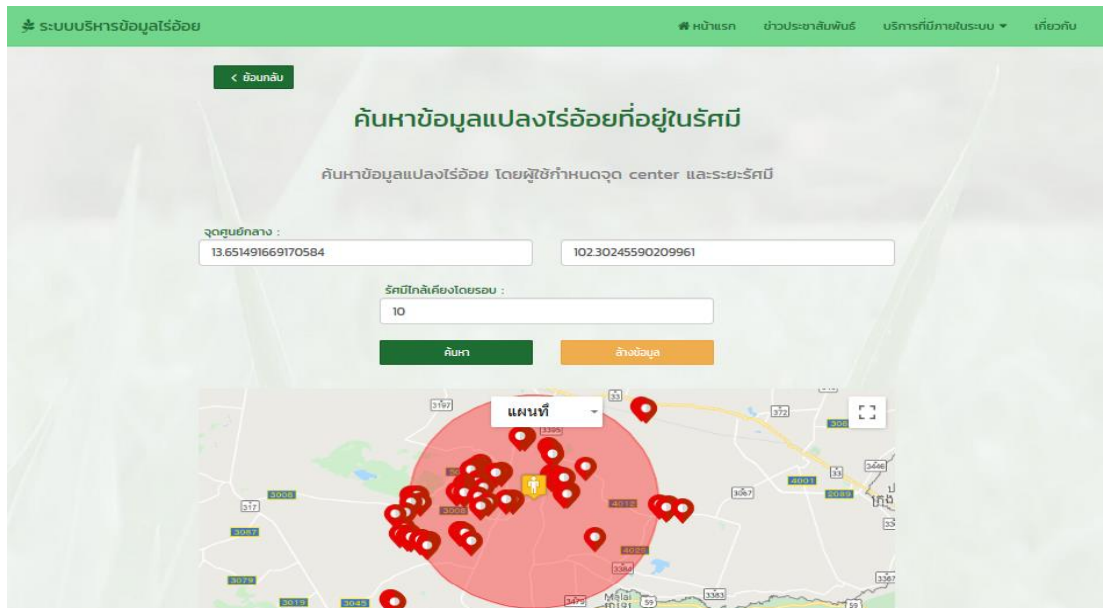 ระบบบริหารข้อมูลไร่อ้อย
หน้าแรก ข่าวประชาสัมพันธ์ บริการที่มีภายในระบบ เกี่ยวกับ
< ย้อนกลับ
ค้นหาข้อมูลแปลงไร่อ้อยที่อยู่ในรัศมี
ค้นหาข้อมูลแปลงไร่อ้อย โดยผู้ใช้กำหนดจุด center และระยะรัศมี
จุดศูนย์กลาง :
13.651491669170584 102.30245590209961
รัศมีใกล้เคียงโดยรอบ :
10
ค้นหา ล้างข้อมูล
33
3197 แผนที่ 372
3395
33 3446
4001
3008 3067 2089
317 3008 4012
3087
4029
3384
3079 3367
Malai
3019 3045 3479 59 3383 59